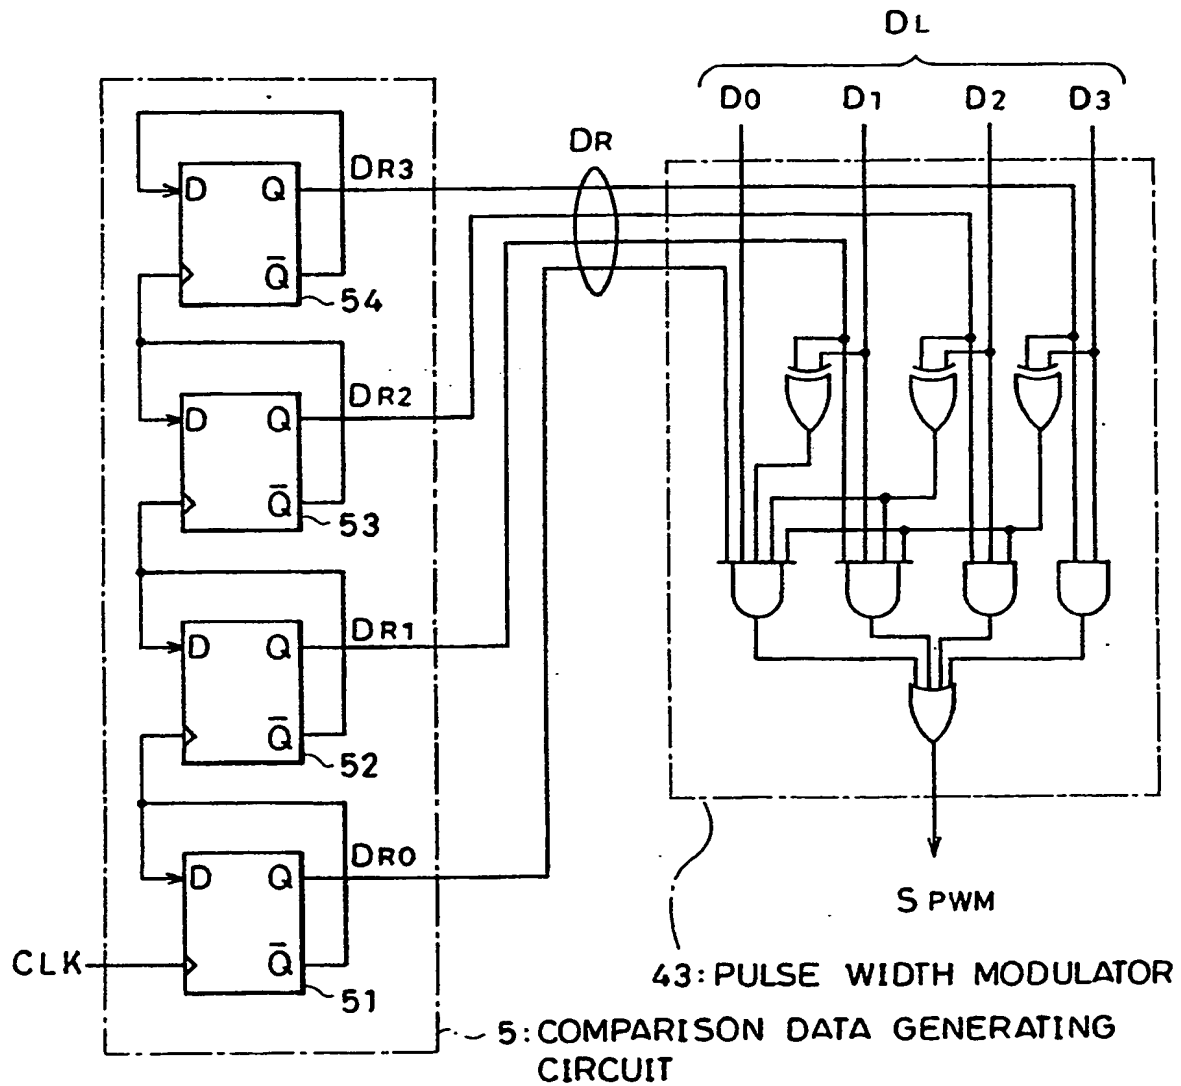 DL
D0 D1 D2 D3
DR
D Q DR3
Q̅
54
D Q DR2
Q̅
53
D Q DR1
Q̅
52
D Q DR0
CLK Q̅
51
SPWM
43: PULSE WIDTH MODULATOR
5: COMPARISON DATA GENERATING
CIRCUIT